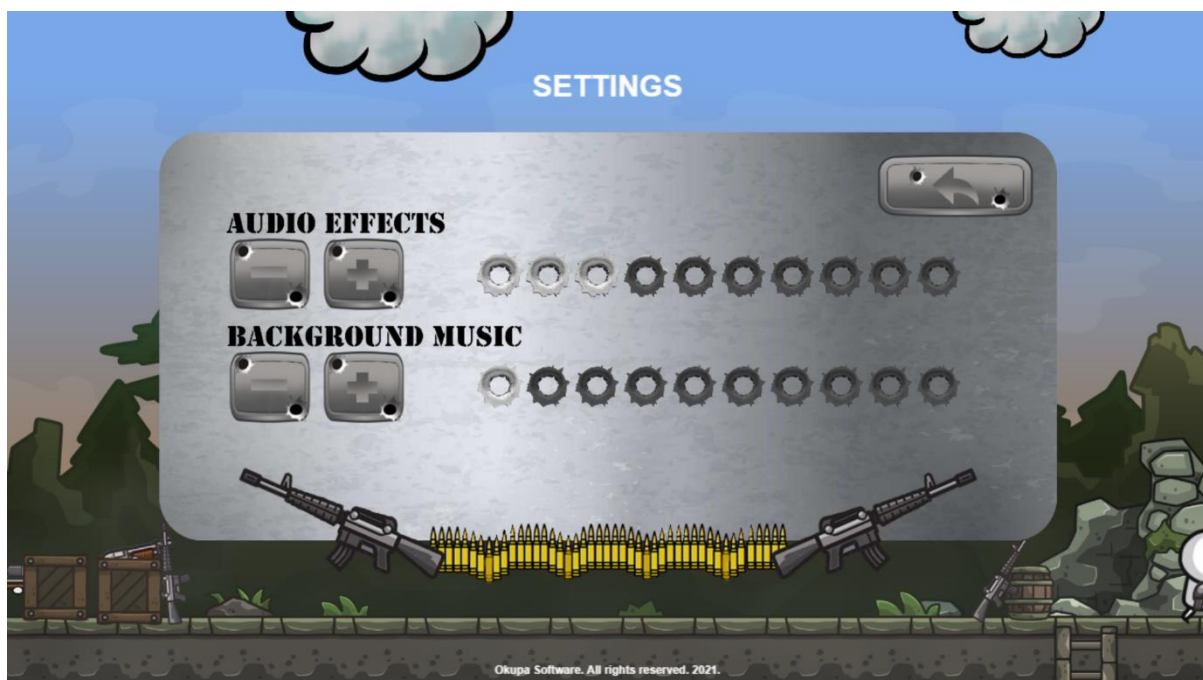 SETTINGS
AUDIO EFFECTS
BACKGROUND MUSIC
Okupa Software. All rights reserved. 2021.